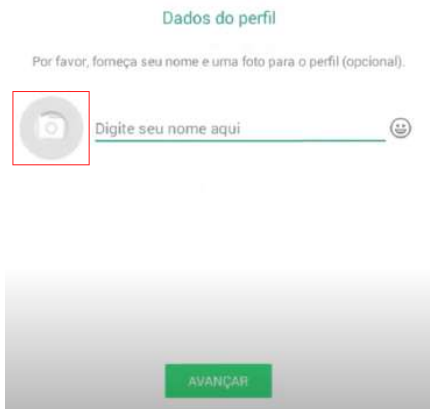 Dados do perfil
Por favor, forneça seu nome e uma foto para o perfil (opcional).
Digite seu nome aqui
AVANÇAR